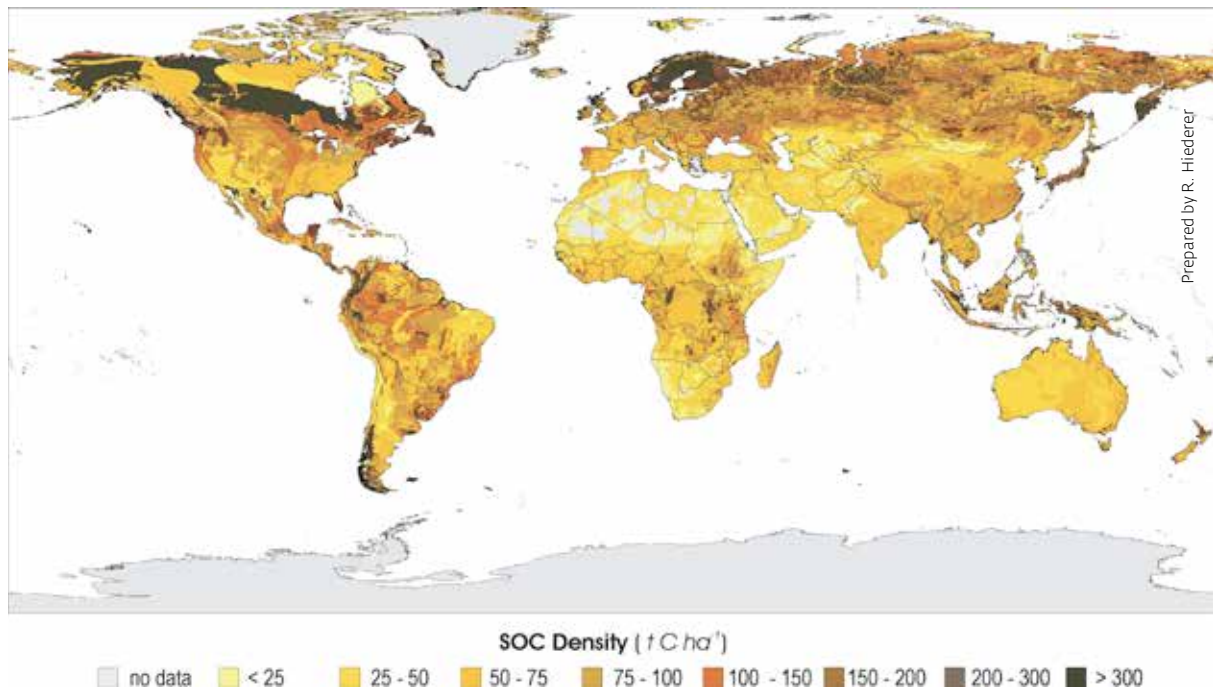 Prepared by R. Hiederer
SOC Density ( t C ha⁻¹)
no data < 25 25 - 50 50 - 75 75 - 100 100 - 150 150 - 200 200 - 300 > 300